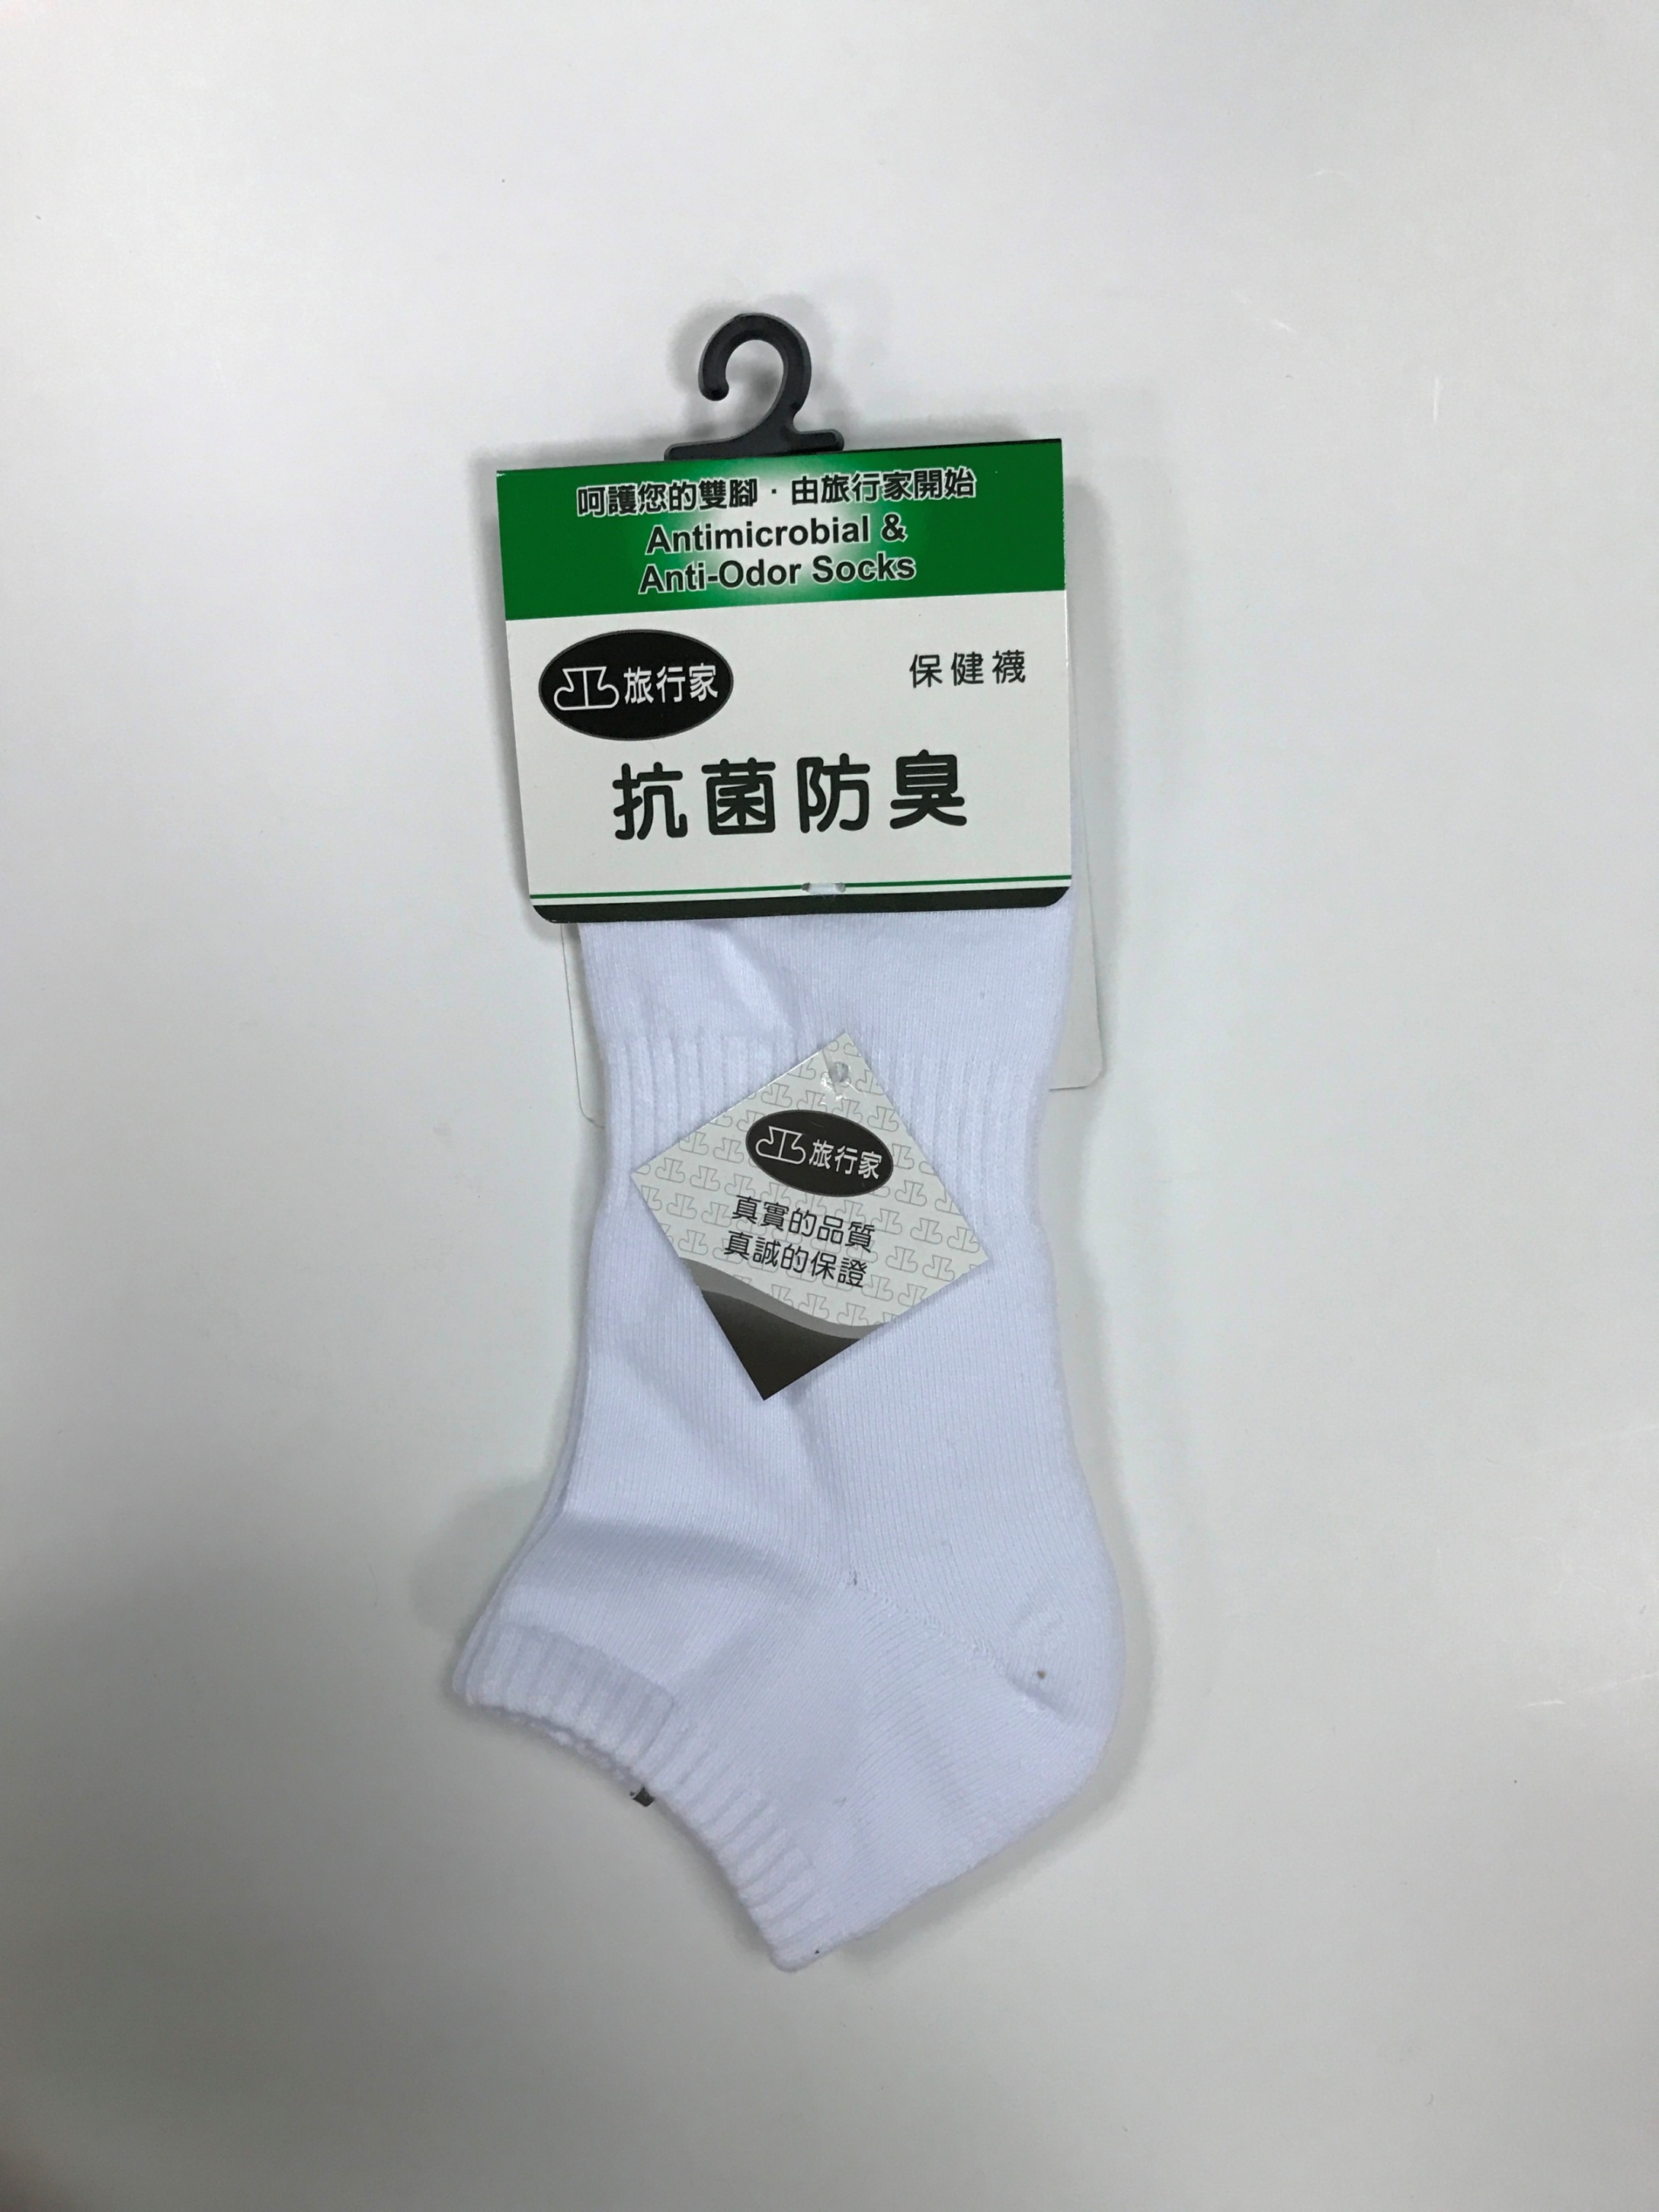 呵護您的雙腳・由旅行家開始
Antimicrobial &
Anti-Odor Socks
旅行家
保健襪
抗菌防臭
旅行家
真實的品質
真誠的保證